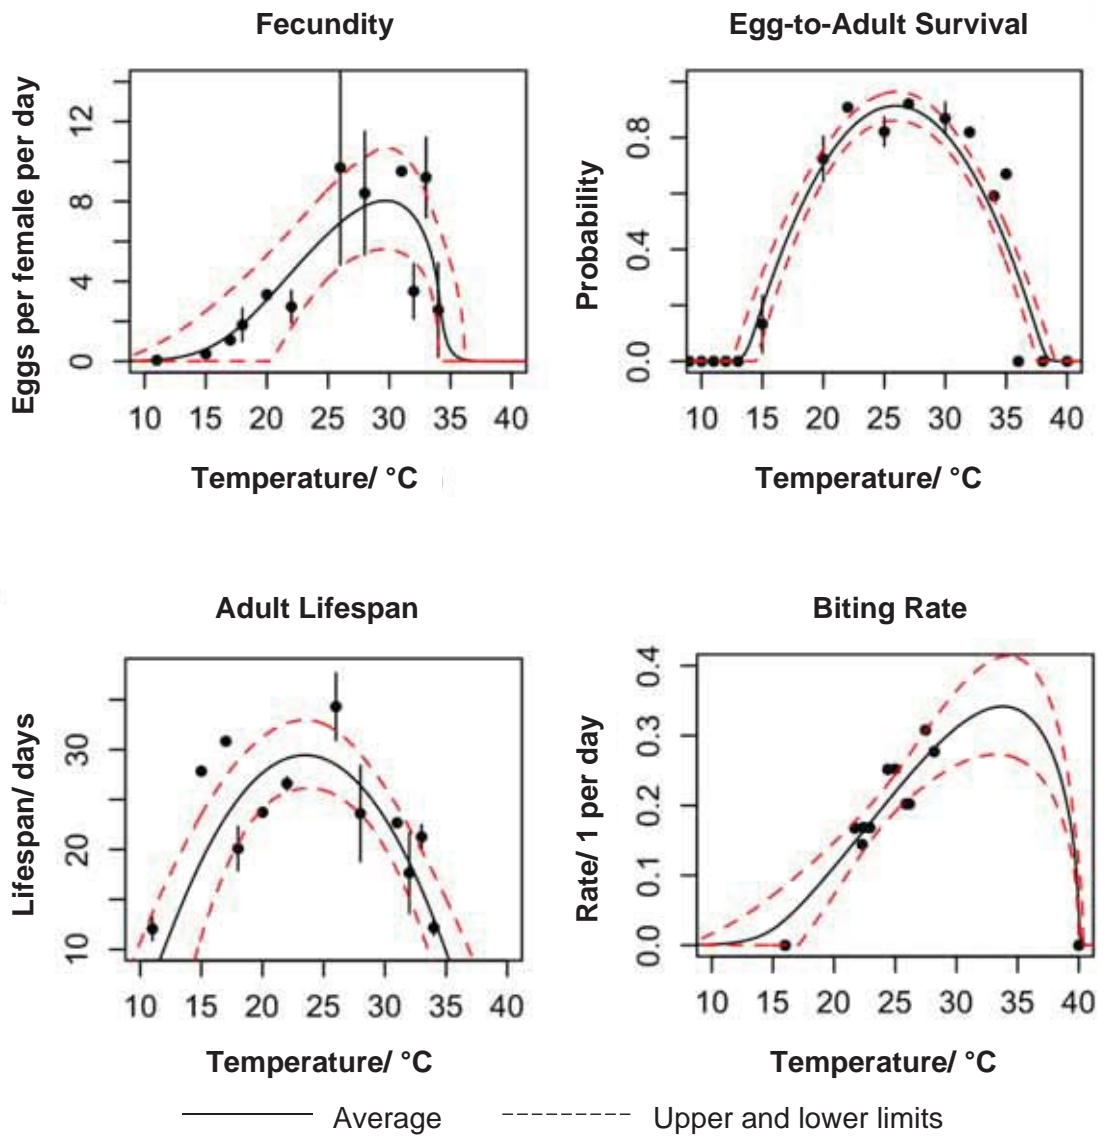 Fecundity
Eggs per female per day
12
8
4
0
10 15 20 25 30 35 40
Temperature/ °C
Egg-to-Adult Survival
Probability
0.8
0.4
0.0
10 15 20 25 30 35 40
Temperature/ °C
Adult Lifespan
Lifespan/ days
30
20
10
10 15 20 25 30 35 40
Temperature/ °C
Biting Rate
Rate/ 1 per day
0.4
0.3
0.2
0.1
0.0
10 15 20 25 30 35 40
Temperature/ °C
Average
Upper and lower limits